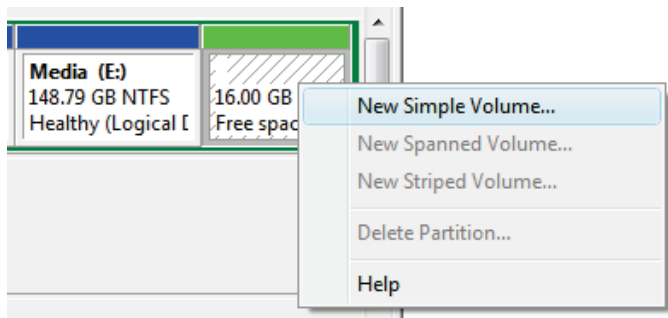 Media (E:)
148.79 GB NTFS
Healthy (Logical
16.00 GB
Free spac
New Simple Volume...
New Spanned Volume...
New Striped Volume...
Delete Partition...
Help